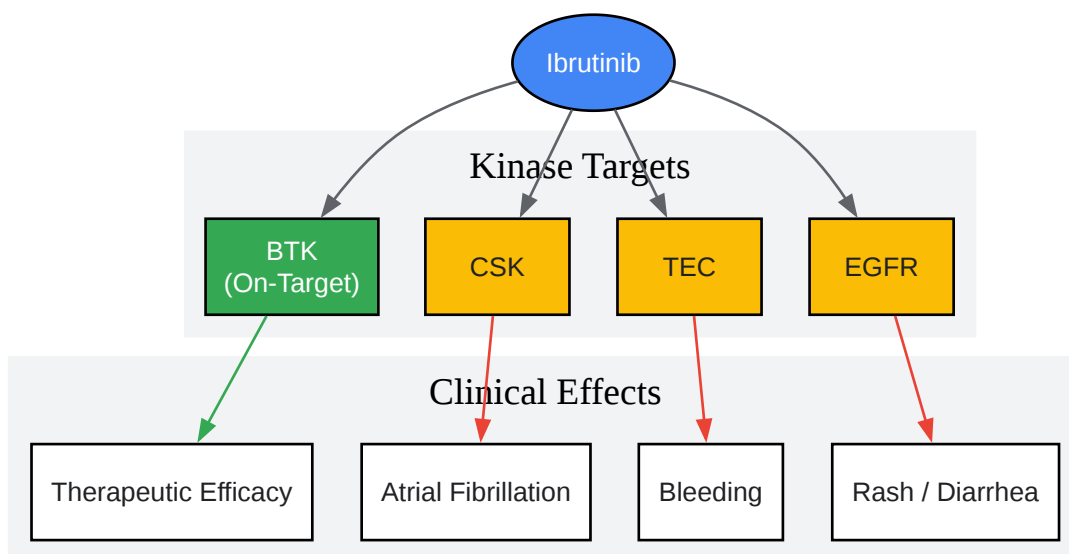 Ibrutinib
Kinase Targets
BTK
(On-Target)
CSK
TEC
EGFR
Clinical Effects
Therapeutic Efficacy
Atrial Fibrillation
Bleeding
Rash / Diarrhea